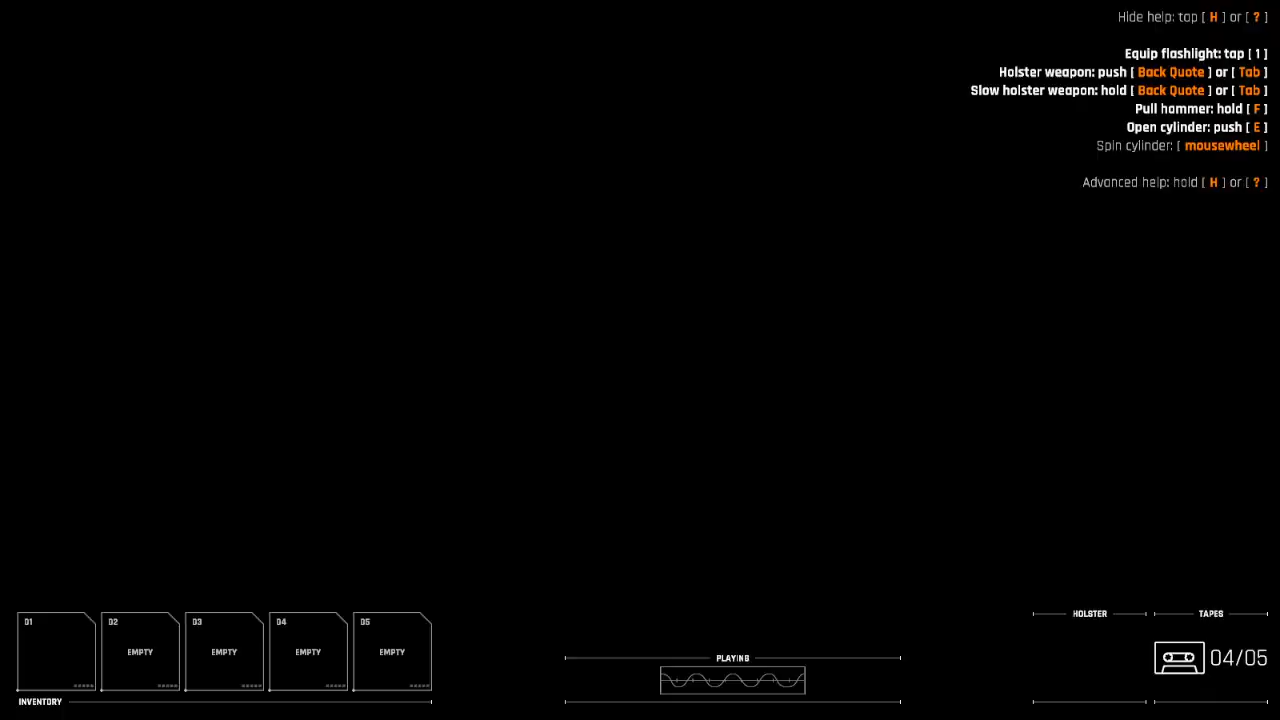 Hide help: tap [ H ] or [ ? ]
Equip flashlight: tap [ 1 ]
Holster weapon: push [ Back Quote ] or [ Tab ]
Slow holster weapon: hold [ Back Quote ] or [ Tab ]
Pull hammer: hold [ F ]
Open cylinder: push [ E ]
Spin cylinder: [ mousewheel ]
Advanced help: hold [ H ] or [ ? ]
HOLSTER TAPES
01 02 03 04 05
EMPTY EMPTY EMPTY EMPTY
PLAYING
04/05
INVENTORY